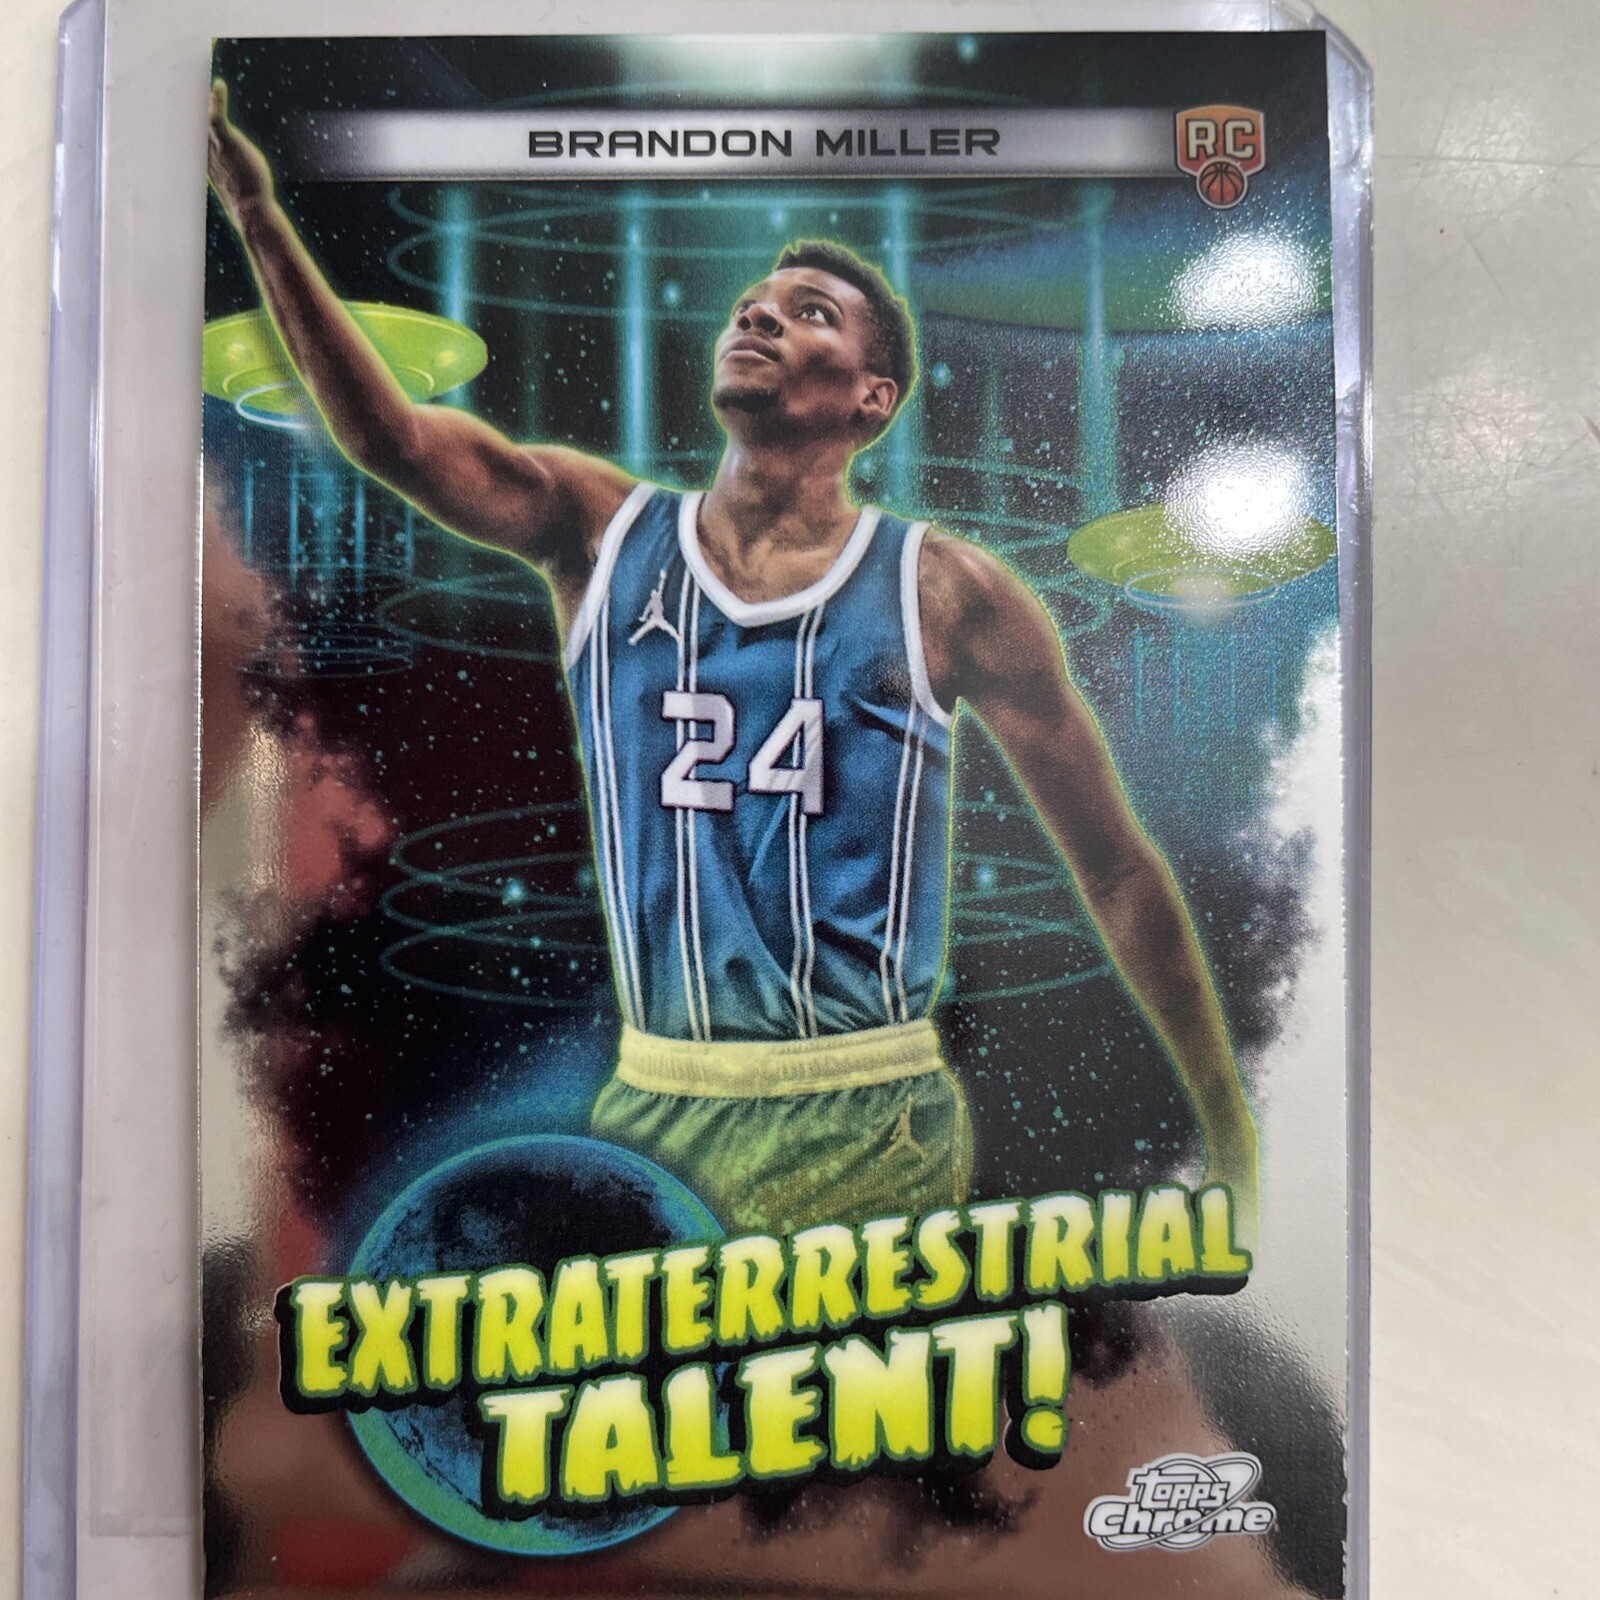 BRANDON MILLER
RC
24
EXTRATERRESTRIAL
TALENT!
topps
Chrome